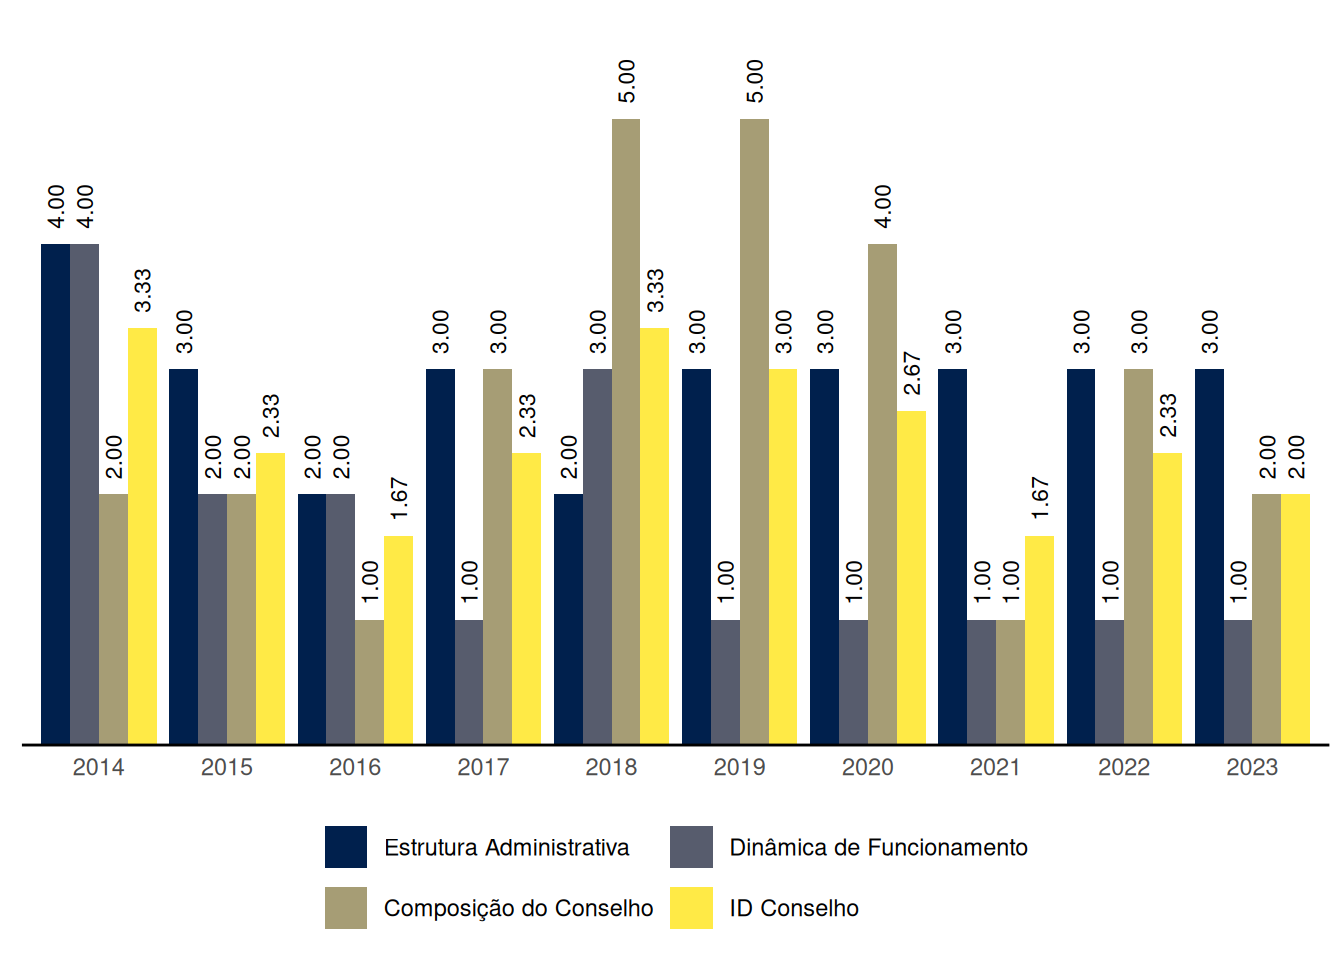 5.00 5.00
4.00 4.00 4.00
3.33 3.33
3.00 3.00 3.00 3.00 3.00 3.00 3.00 3.00 3.00 3.00 3.00
2.67
2.33 2.33 2.33
2.00 2.00 2.00 2.00 2.00 2.00 2.00 2.00
1.67 1.67
1.00 1.00 1.00 1.00 1.00 1.00 1.00 1.00
2014 2015 2016 2017 2018 2019 2020 2021 2022 2023
Estrutura Administrativa Dinâmica de Funcionamento
Composição do Conselho ID Conselho